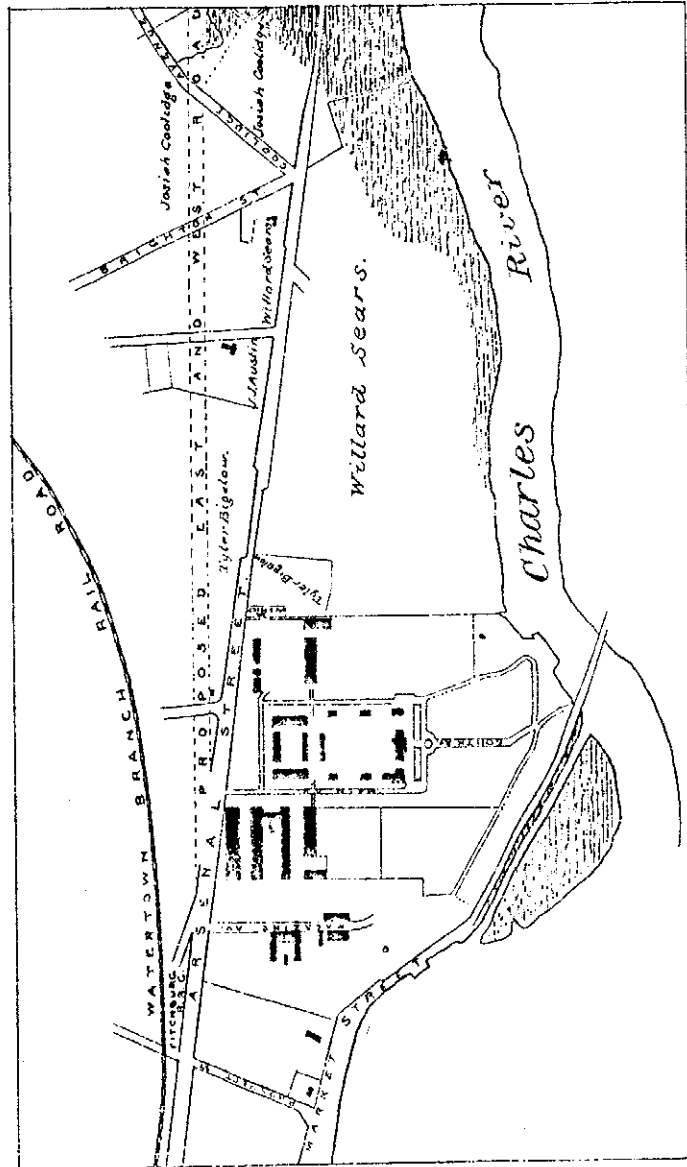 WATERTOWN BRANCH RAIL ROAD
FITCHBURG R.R.C.
PROPOSED EAST AND WEST ROAD
ARSENAL STREET
MARKET STREET
BRIGHTON ST
COOLIDGE AVENUE
Josiah Coolidge
Josiah Coolidge
Willard Sears
J. Austin
Tyler Bigelow.
Tyler Bigelow
Willard Sears.
Charles River